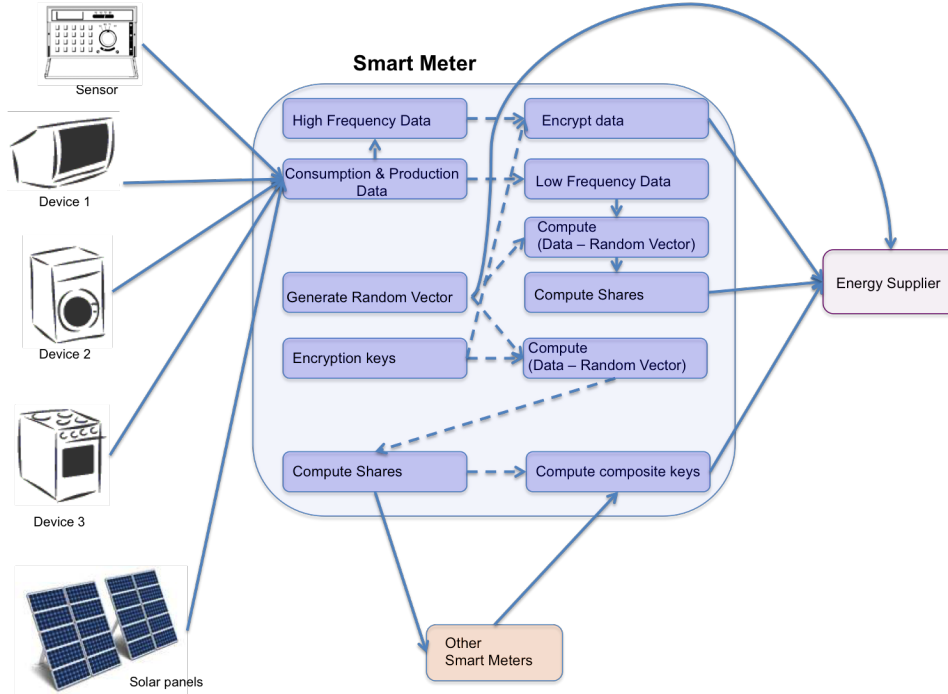 Smart Meter
Sensor
Device 1
Device 2
Device 3
Solar panels
High Frequency Data
Encrypt data
Consumption & Production
Data
Low Frequency Data
Compute
(Data – Random Vector)
Generate Random Vector
Compute Shares
Energy Supplier
Encryption keys
Compute
(Data – Random Vector)
Compute Shares
Compute composite keys
Other
Smart Meters